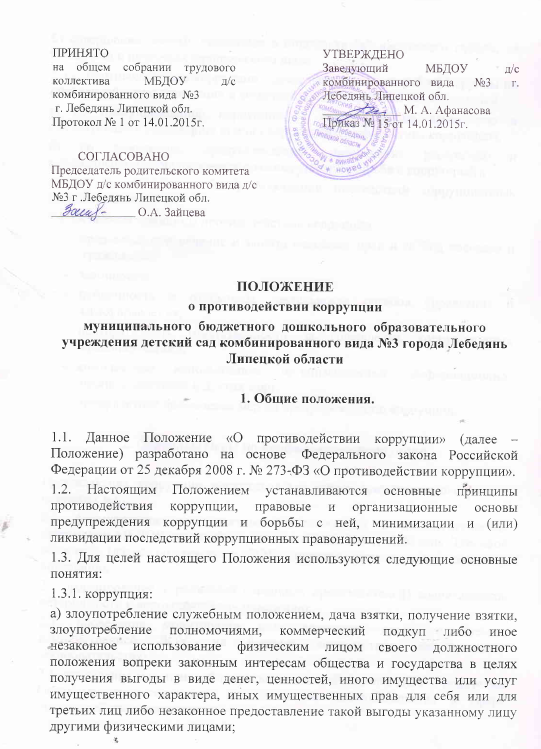 ПРИНЯТО
на общем собрании трудового
коллектива МБДОУ д/с
комбинированного вида №3
г. Лебедянь Липецкой обл.
Протокол № 1 от 14.01.2015г.
УТВЕРЖДЕНО
Заведующий МБДОУ д/с
комбинированного вида №3 г.
Лебедянь Липецкой обл.
М. А. Афанасова
Приказ № 15 от 14.01.2015г.
СОГЛАСОВАНО
Председатель родительского комитета
МБДОУ д/с комбинированного вида д/с
№3 г .Лебедянь Липецкой обл.
О.А. Зайцева
ПОЛОЖЕНИЕ
о противодействии коррупции
муниципального бюджетного дошкольного образовательного
учреждения детский сад комбинированного вида №3 города Лебедянь
Липецкой области
1. Общие положения.
1.1. Данное Положение «О противодействии коррупции» (далее –
Положение) разработано на основе Федерального закона Российской
Федерации от 25 декабря 2008 г. № 273-ФЗ «О противодействии коррупции».
1.2. Настоящим Положением устанавливаются основные принципы
противодействия коррупции, правовые и организационные основы
предупреждения коррупции и борьбы с ней, минимизации и (или)
ликвидации последствий коррупционных правонарушений.
1.3. Для целей настоящего Положения используются следующие основные
понятия:
1.3.1. коррупция:
а) злоупотребление служебным положением, дача взятки, получение взятки,
злоупотребление полномочиями, коммерческий подкуп либо иное
незаконное использование физическим лицом своего должностного
положения вопреки законным интересам общества и государства в целях
получения выгоды в виде денег, ценностей, иного имущества или услуг
имущественного характера, иных имущественных прав для себя или для
третьих лиц либо незаконное предоставление такой выгоды указанному лицу
другими физическими лицами;